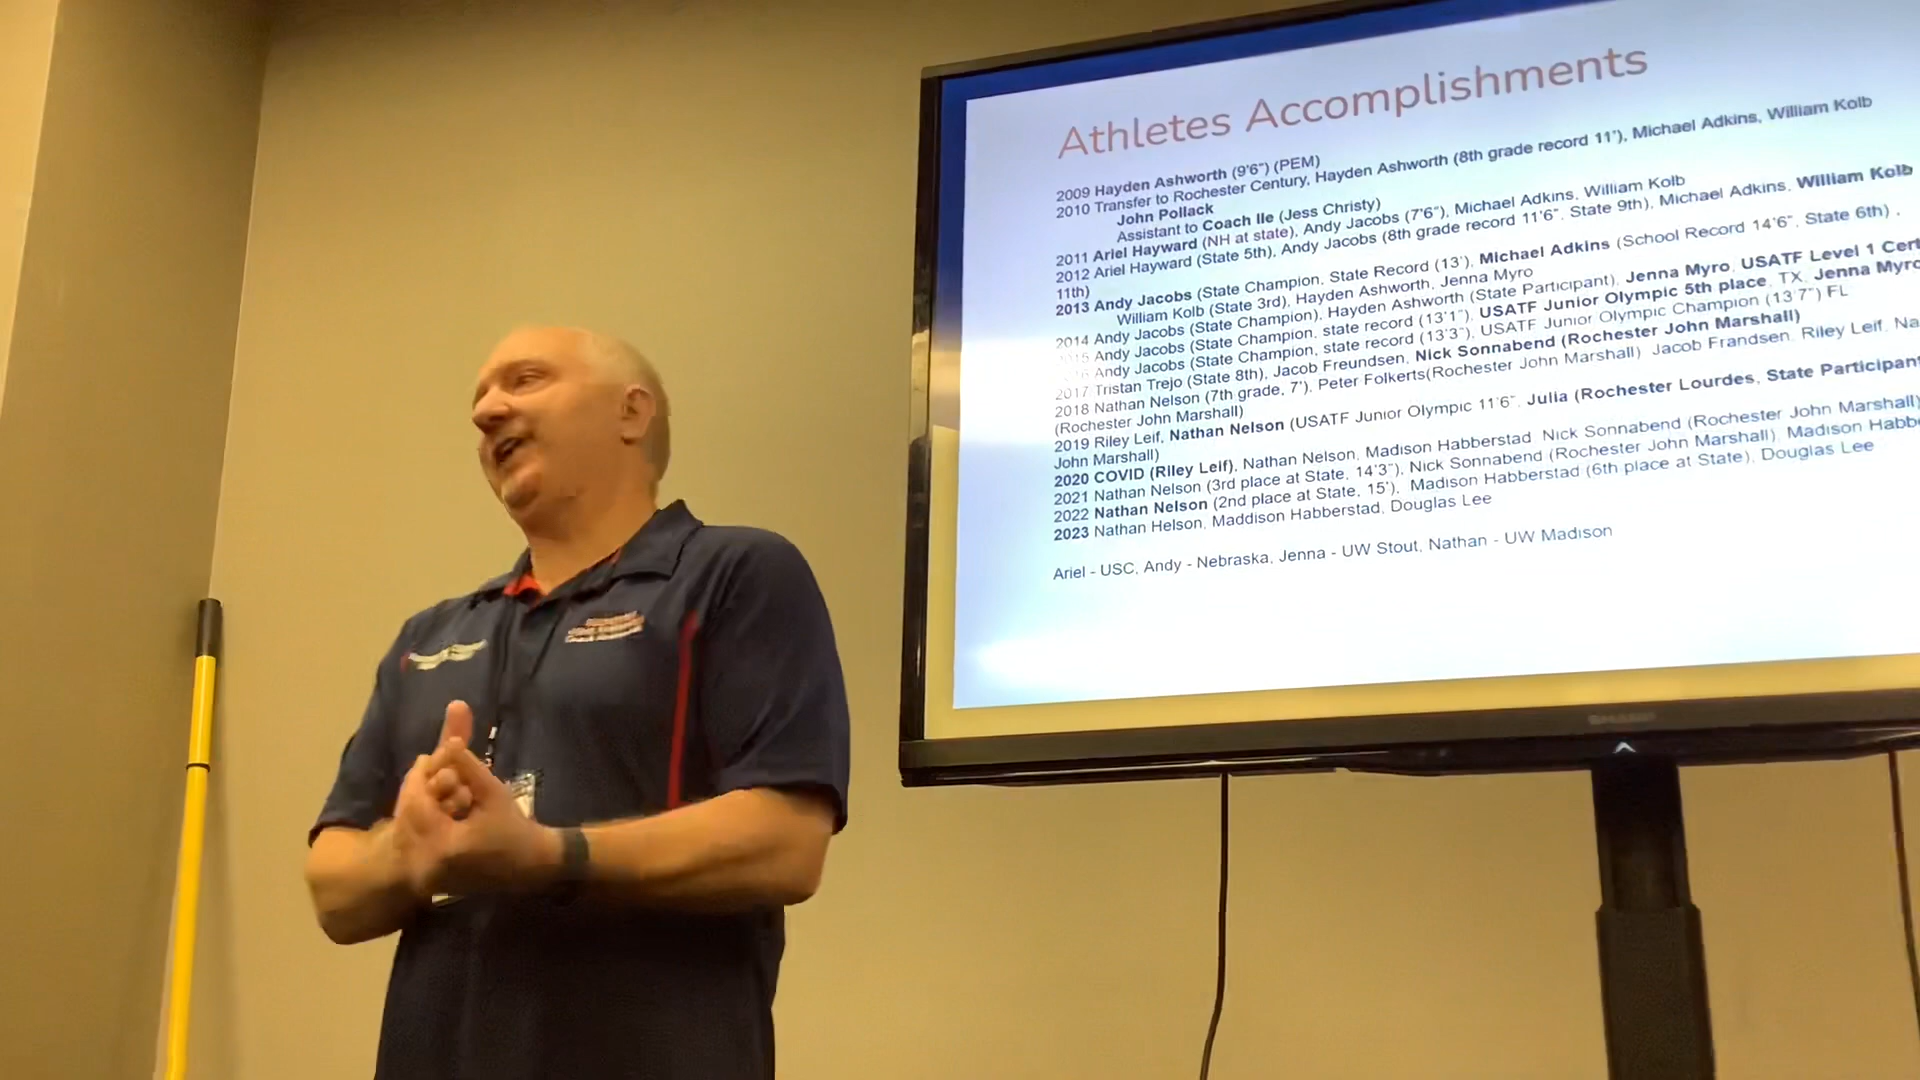 Athletes Accomplishments
2009 Hayden Ashworth (9'6") (PEM)
2010 Transfer to Rochester Century, Hayden Ashworth (8th grade record 11'), Michael Adkins, William Kolb
John Pollack
Assistant to Coach Ile (Jess Christy)
2011 Ariel Hayward (NH at state), Andy Jacobs (7'6"), Michael Adkins, William Kolb
2012 Ariel Hayward (State 5th), Andy Jacobs (8th grade record 11'6", State 9th), Michael Adkins, William Kolb
11th)
2013 Andy Jacobs (State Champion, State Record (13'), Michael Adkins (School Record 14'6", State 6th) ,
William Kolb (State 3rd), Hayden Ashworth, Jenna Myro
2014 Andy Jacobs (State Champion), Hayden Ashworth (State Participant), Jenna Myro, USATF Level 1 Cert
15 Andy Jacobs (State Champion, state record (13'1"), USATF Junior Olympic 5th place, TX, Jenna Myro
6 Andy Jacobs (State Champion, state record (13'3"), USATF Junior Olympic Champion (13'7") FL
2017 Tristan Trejo (State 8th), Jacob Freundsen, Nick Sonnabend (Rochester John Marshall)
2018 Nathan Nelson (7th grade, 7'), Peter Folkerts(Rochester John Marshall) Jacob Frandsen, Riley Leif, Na
(Rochester John Marshall)
2019 Riley Leif, Nathan Nelson (USATF Junior Olympic 11'6", Julia (Rochester Lourdes, State Participant
John Marshall)
2020 COVID (Riley Leif), Nathan Nelson, Madison Habberstad Nick Sonnabend (Rochester John Marshall)
2021 Nathan Nelson (3rd place at State, 14'3"), Nick Sonnabend (Rochester John Marshall), Madison Habb
2022 Nathan Nelson (2nd place at State, 15'), Madison Habberstad (6th place at State), Douglas Lee
2023 Nathan Helson, Maddison Habberstad, Douglas Lee
Ariel - USC, Andy - Nebraska, Jenna - UW Stout, Nathan - UW Madison
SHARP